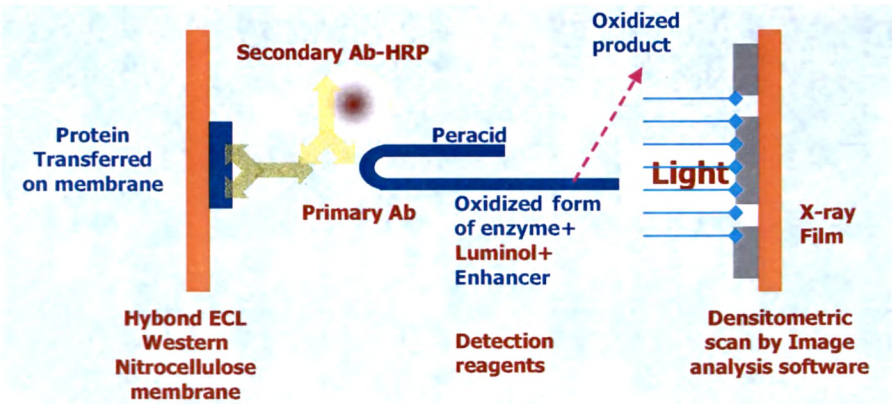 Secondary Ab-HRP
Oxidized
product
Protein
Transferred
on membrane
Peracid
Light
Primary Ab
Oxidized form
of enzyme+
Luminol+
Enhancer
X-ray
Film
Hybond ECL
Western
Nitrocellulose
membrane
Detection
reagents
Densitometric
scan by Image
analysis software